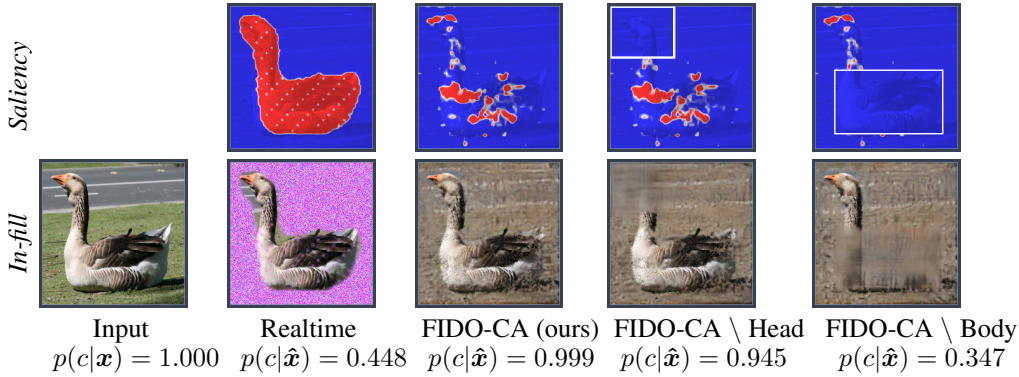 Saliency
In-fill
Input
Realtime
FIDO-CA (ours)
FIDO-CA \ Head
FIDO-CA \ Body
p(c|x) = 1.000
p(c|x̂) = 0.448
p(c|x̂) = 0.999
p(c|x̂) = 0.945
p(c|x̂) = 0.347